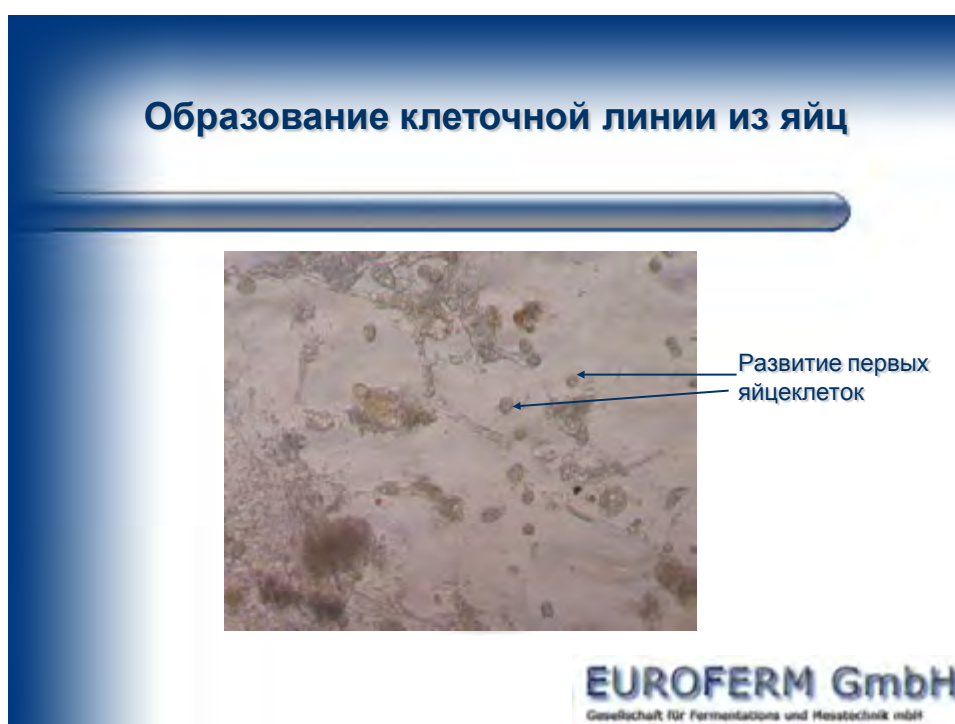 Образование клеточной линии из яйц
Развитие первых
яйцеклеток
EUROFERM GmbH
Gesellschaft für Fermentations und Messtechnik mbH